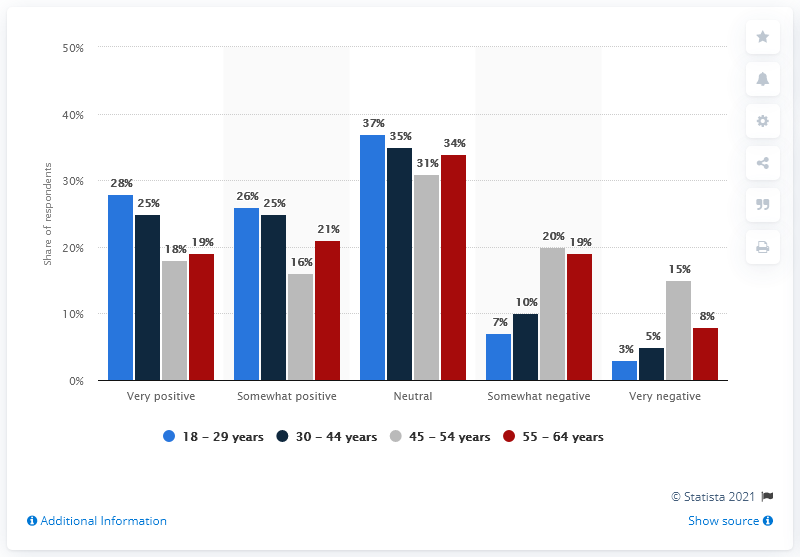 50%
40%
30%
20%
10%
0%
Share of respondents
28%
25%
18%
19%
26%
25%
16%
21%
37%
35%
31%
34%
7%
10%
20%
19%
3%
5%
15%
8%
Very positive
Somewhat positive
Neutral
Somewhat negative
Very negative
18 – 29 years
30 – 44 years
45 – 54 years
55 – 64 years
© Statista 2021
Additional Information
Show source